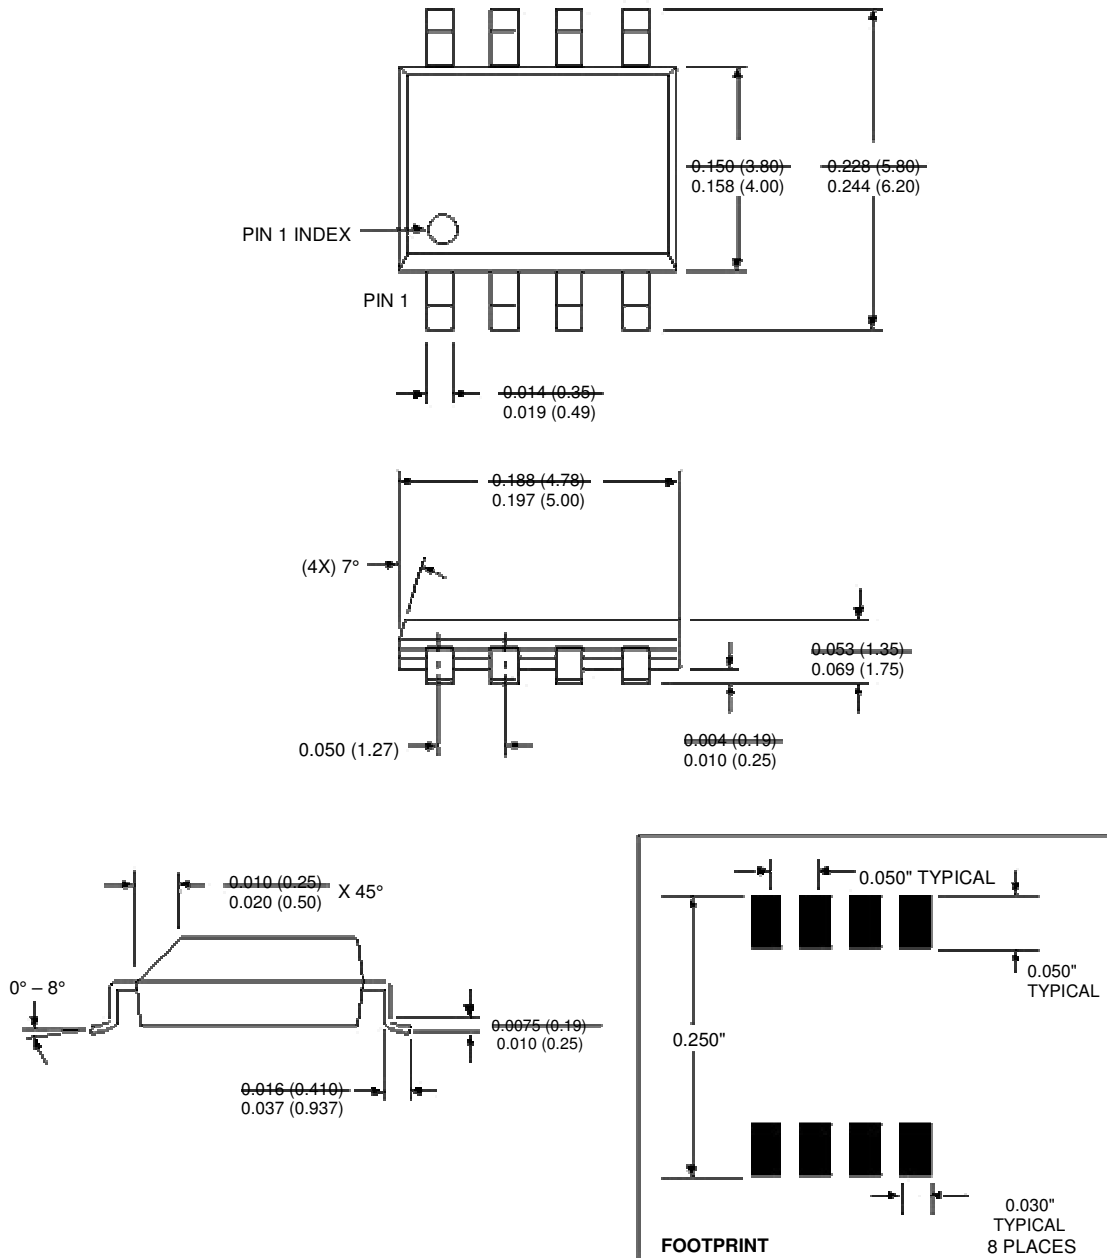 0.150 (3.80)
0.158 (4.00)
0.228 (5.80)
0.244 (6.20)
PIN 1 INDEX
PIN 1
0.014 (0.35)
0.019 (0.49)
0.188 (4.78)
0.197 (5.00)
(4X) 7°
0.053 (1.35)
0.069 (1.75)
0.050 (1.27)
0.004 (0.19)
0.010 (0.25)
0.010 (0.25)
0.020 (0.50)
X 45°
0° – 8°
0.0075 (0.19)
0.010 (0.25)
0.016 (0.410)
0.037 (0.937)
0.050" TYPICAL
0.050"
TYPICAL
0.250"
0.030"
TYPICAL
8 PLACES
FOOTPRINT